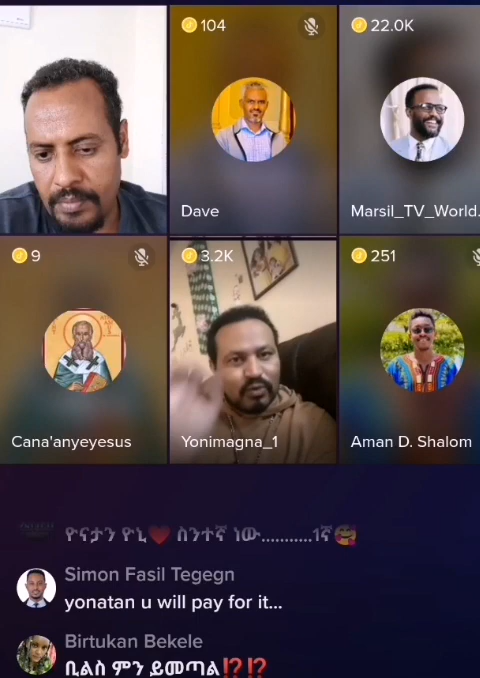 104
22.0K
Dave
Marsil_TV_World.
9
3.2K
251
Cana'anyeyesus
Yonimagna_1
Aman D. Shalom
ዮናታን ዮኒ❤️ ስንተኛ ነው...........1ኛ🥰
Simon Fasil Tegegn
yonatan u will pay for it...
Birtukan Bekele
ቢልስ ምን ይመጣል⁉️⁉️